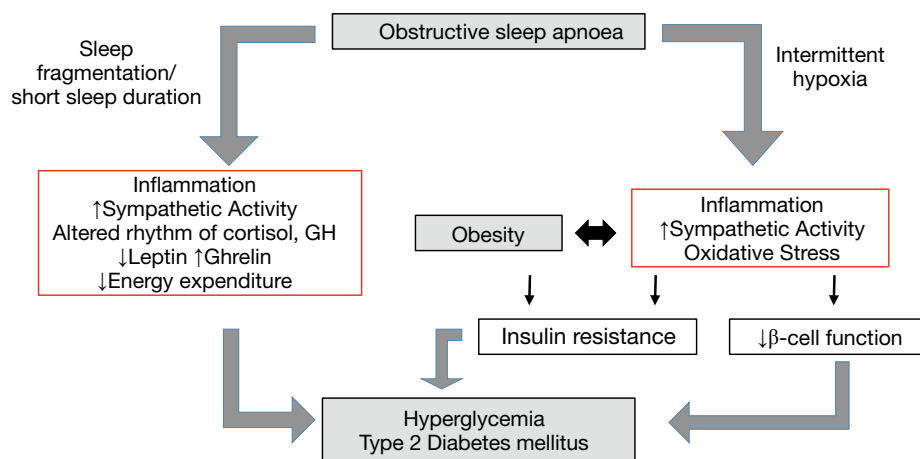 Obstructive sleep apnoea
Sleep
fragmentation/
short sleep duration
Intermittent
hypoxia
Inflammation
↑Sympathetic Activity
Altered rhythm of cortisol, GH
↓Leptin ↑Ghrelin
↓Energy expenditure
Obesity
Inflammation
↑Sympathetic Activity
Oxidative Stress
Insulin resistance
↓β-cell function
Hyperglycemia
Type 2 Diabetes mellitus